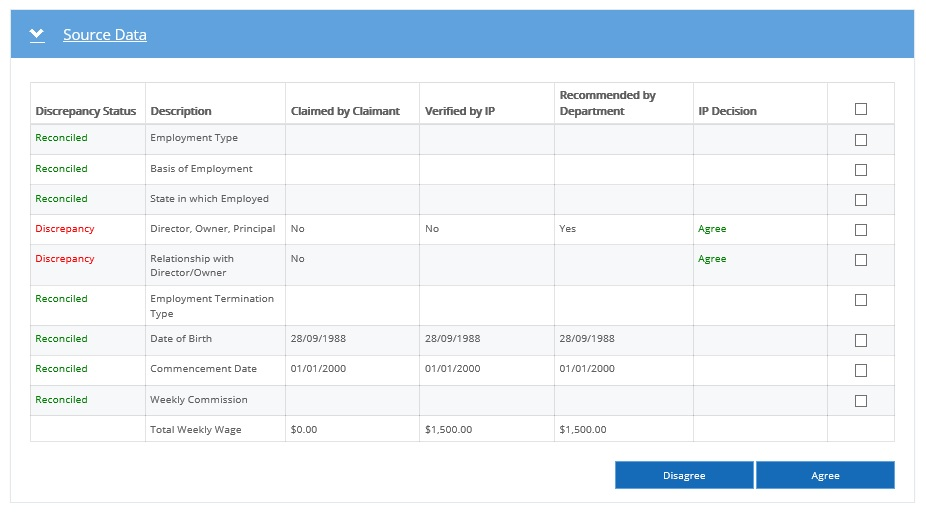 Source Data
Discrepancy Status Description Claimed by Claimant Verified by IP Recommended by Department IP Decision
Reconciled Employment Type
Reconciled Basis of Employment
Reconciled State in which Employed
Discrepancy Director, Owner, Principal No No Yes Agree
Discrepancy Relationship with Director/Owner No Agree
Reconciled Employment Termination Type
Reconciled Date of Birth 28/09/1988 28/09/1988 28/09/1988
Reconciled Commencement Date 01/01/2000 01/01/2000 01/01/2000
Reconciled Weekly Commission
Total Weekly Wage $0.00 $1,500.00 $1,500.00
Disagree Agree